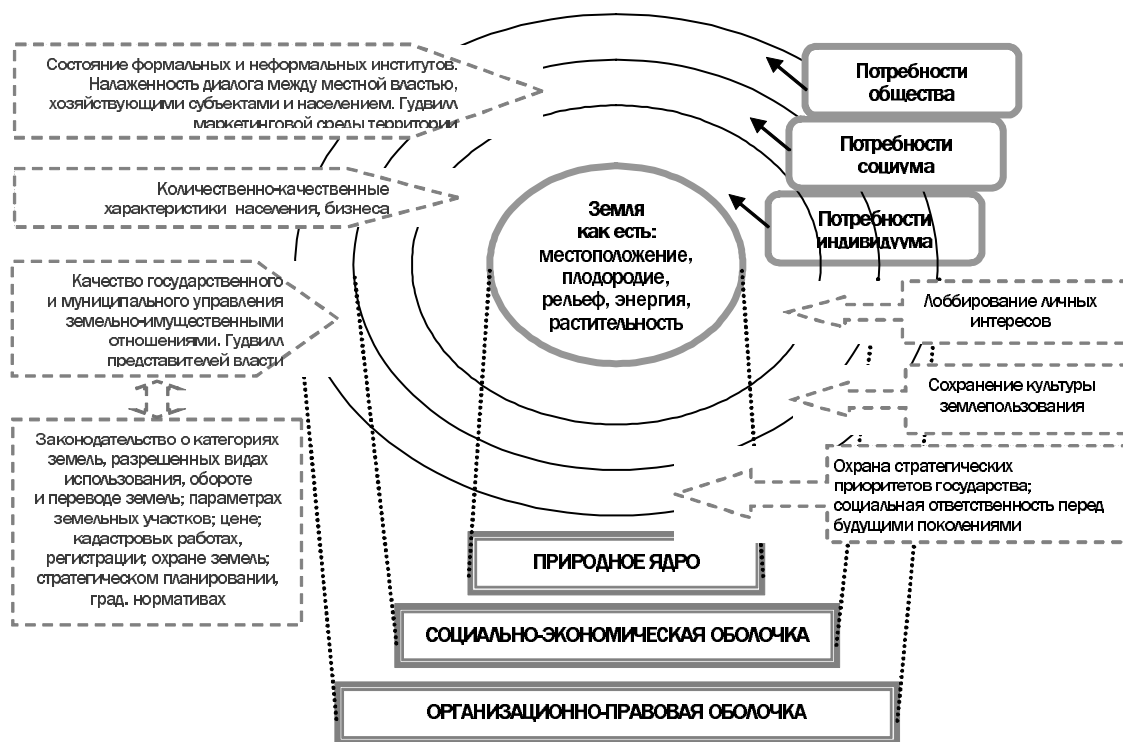 Состояние формальных и неформальных институтов.
Налаженность диалога между местной властью,
хозяйствующими субъектами и населением. Гудвилл
маркетинговой среды территории
Количественно-качественные
характеристики населения, бизнеса
Качество государственного
и муниципального управления
земельно-имущественными
отношениями. Гудвилл
представителей власти
Законодательство о категориях
земель, разрешенных видах
использования, обороте
и переводе земель; параметрах
земельных участков; цене;
кадастровых работах,
регистрации; охране земель;
стратегическом планировании,
град. нормативах
Земля
как есть:
местоположение,
плодородие,
рельеф, энергия,
растительность
Потребности
общества
Потребности
социума
Потребности
индивидуума
Лоббирование личных
интересов
Сохранение культуры
землепользования
Охрана стратегических
приоритетов государства;
социальная ответственность перед
будущими поколениями
ПРИРОДНОЕ ЯДРО
СОЦИАЛЬНО-ЭКОНОМИЧЕСКАЯ ОБОЛОЧКА
ОРГАНИЗАЦИОННО-ПРАВОВАЯ ОБОЛОЧКА